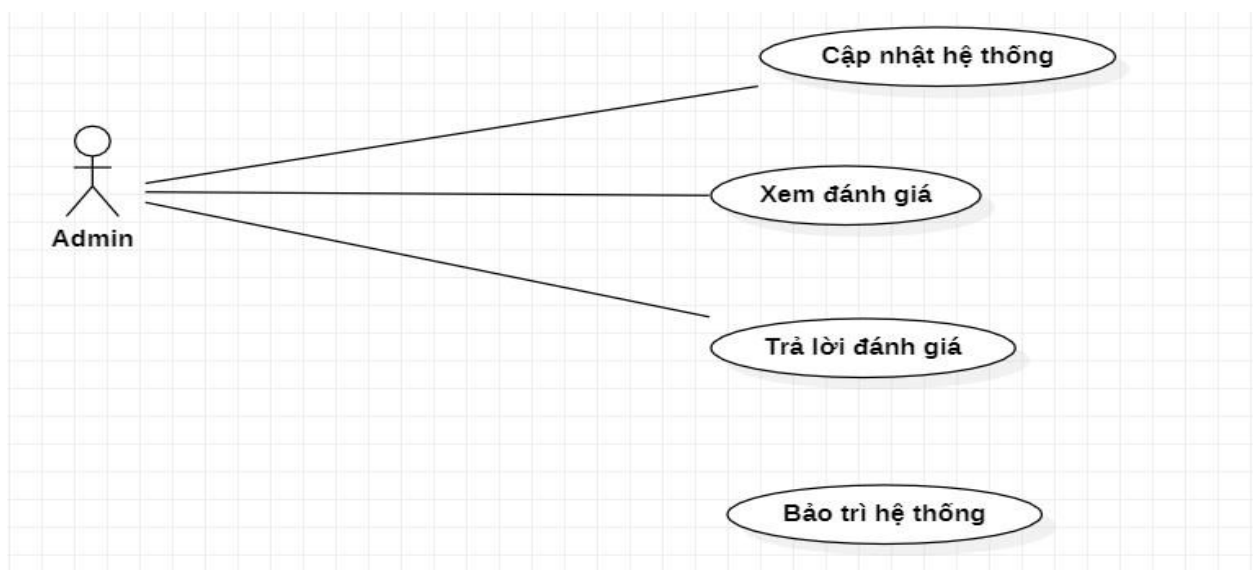 Cập nhật hệ thống
Xem đánh giá
Admin
Trả lời đánh giá
Bảo trì hệ thống